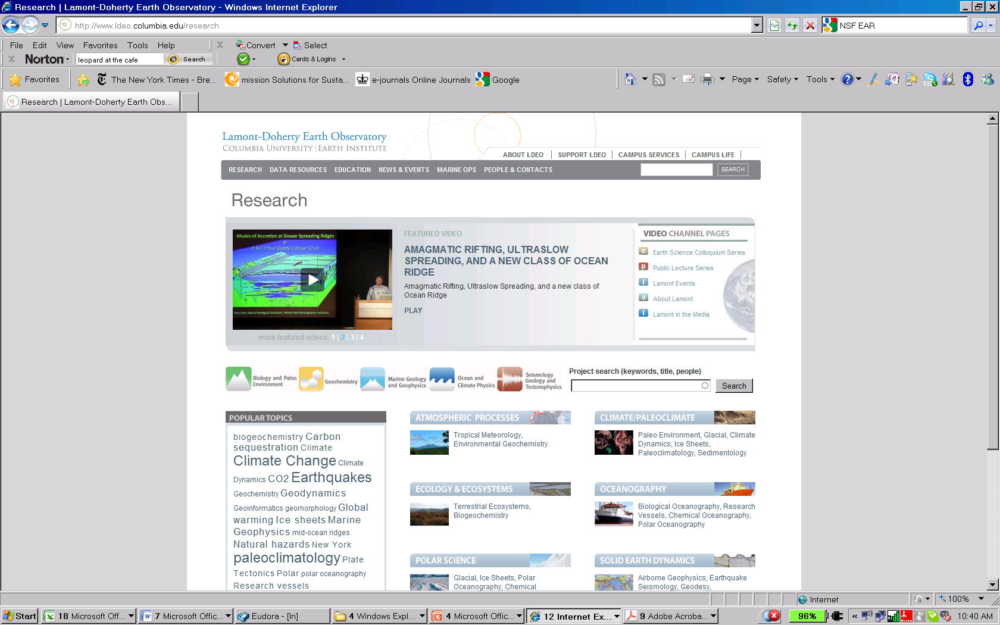 Research | Lamont-Doherty Earth Observatory - Windows Internet Explorer
http://www.ldeo.columbia.edu/research
NSF EAR
File Edit View Favorites Tools Help
Convert Select
Norton
leopard at the cafe
Search
Cards & Logins
Favorites
The New York Times - Bre...
mission Solutions for Susta...
e-journals Online Journals
Google
Page Safety Tools
Research | Lamont-Doherty Earth Obs...
Lamont-Doherty Earth Observatory
COLUMBIA UNIVERSITY | EARTH INSTITUTE
ABOUT LDEO | SUPPORT LDEO | CAMPUS SERVICES | CAMPUS LIFE |
RESEARCH DATA RESOURCES EDUCATION NEWS & EVENTS MARINE OPS PEOPLE & CONTACTS
SEARCH
Research
Modes of Accretion at Slower Spreading Ridges
or
It Ain't Your Daddy's Ocean Crust
Henry Dick, Dept of Geology & Geophysics, Woods Hole Oceanographic Institution
more featured videos: 1 | 2 | 3 | 4
FEATURED VIDEO
AMAGMATIC RIFTING, ULTRASLOW
SPREADING, AND A NEW CLASS OF OCEAN
RIDGE
Amagmatic Rifting, Ultraslow Spreading, and a new class of
Ocean Ridge
PLAY
VIDEO CHANNEL PAGES
e Earth Science Colloquium Series
p Public Lecture Series
l Lamont Events
a About Lamont
l Lamont in the Media
Biology and Paleo
Environment
Geochemistry
Marine Geology
and Geophysics
Ocean and
Climate Physics
Seismology
Geology and
Tectonophysics
Project search (keywords, title, people)
Search
POPULAR TOPICS
biogeochemistry Carbon
sequestration Climate
Climate Change Climate
Dynamics CO2 Earthquakes
Geochemistry Geodynamics
Geoinformatics geomorphology Global
warming Ice sheets Marine
Geophysics mid-ocean ridges
Natural hazards New York
paleoclimatology Plate
Tectonics Polar polar oceanography
Research vessels
ATMOSPHERIC PROCESSES
Tropical Meteorology,
Environmental Geochemistry
CLIMATE/PALEOCLIMATE
Paleo Environment, Glacial, Climate
Dynamics, Ice Sheets,
Paleoclimatology, Sedimentology
ECOLOGY & ECOSYSTEMS
Terrestrial Ecosystems,
Biogeochemistry
OCEANOGRAPHY
Biological Oceanography, Research
Vessels, Chemical Oceanography,
Polar Oceanography
POLAR SCIENCE
Glacial, Ice Sheets, Polar
Oceanography, Chemical
SOLID EARTH DYNAMICS
Airborne Geophysics, Earthquake
Seismology, Geodesy,
Internet
100%
Start
18 Microsoft Off...
7 Microsoft Offic...
Eudora - [In]
4 Windows Expl...
4 Microsoft Offic...
12 Internet Ex...
9 Adobe Acroba...
96%
10:40 AM